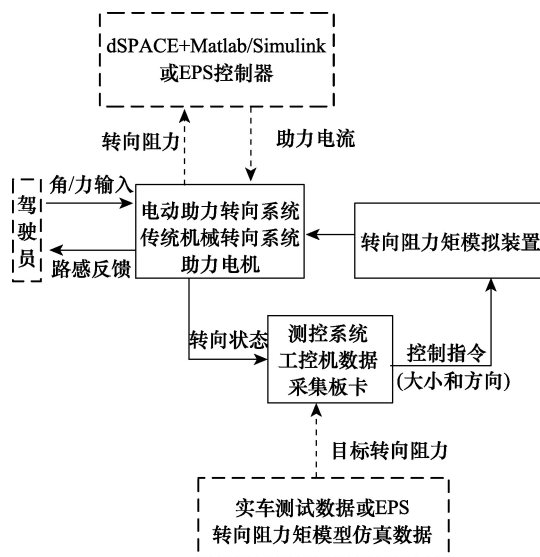 dSPACE+Matlab/Simulink
或EPS控制器
转向阻力
助力电流
角/力输入
驾
驶
员
路感反馈
电动助力转向系统
传统机械转向系统
助力电机
转向阻力矩模拟装置
转向状态
测控系统
工控机数据
采集板卡
控制指令
(大小和方向)
目标转向阻力
实车测试数据或EPS
转向阻力矩模型仿真数据